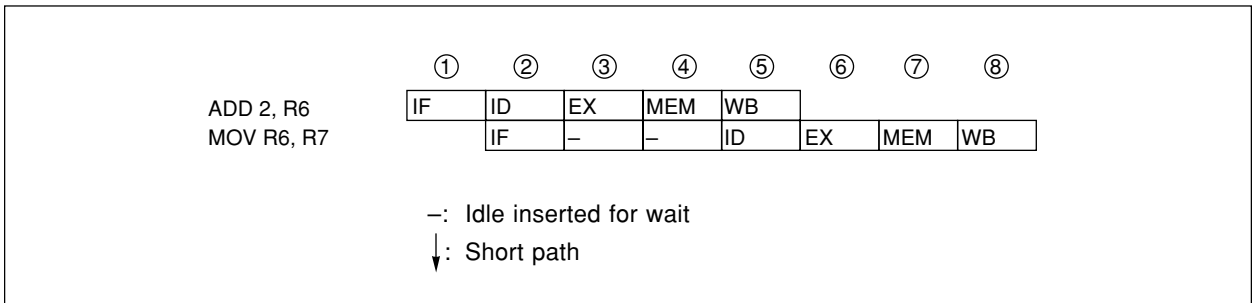 ① ② ③ ④ ⑤ ⑥ ⑦ ⑧
ADD 2, R6 IF ID EX MEM WB
MOV R6, R7 IF – – ID EX MEM WB
–: Idle inserted for wait
↓: Short path